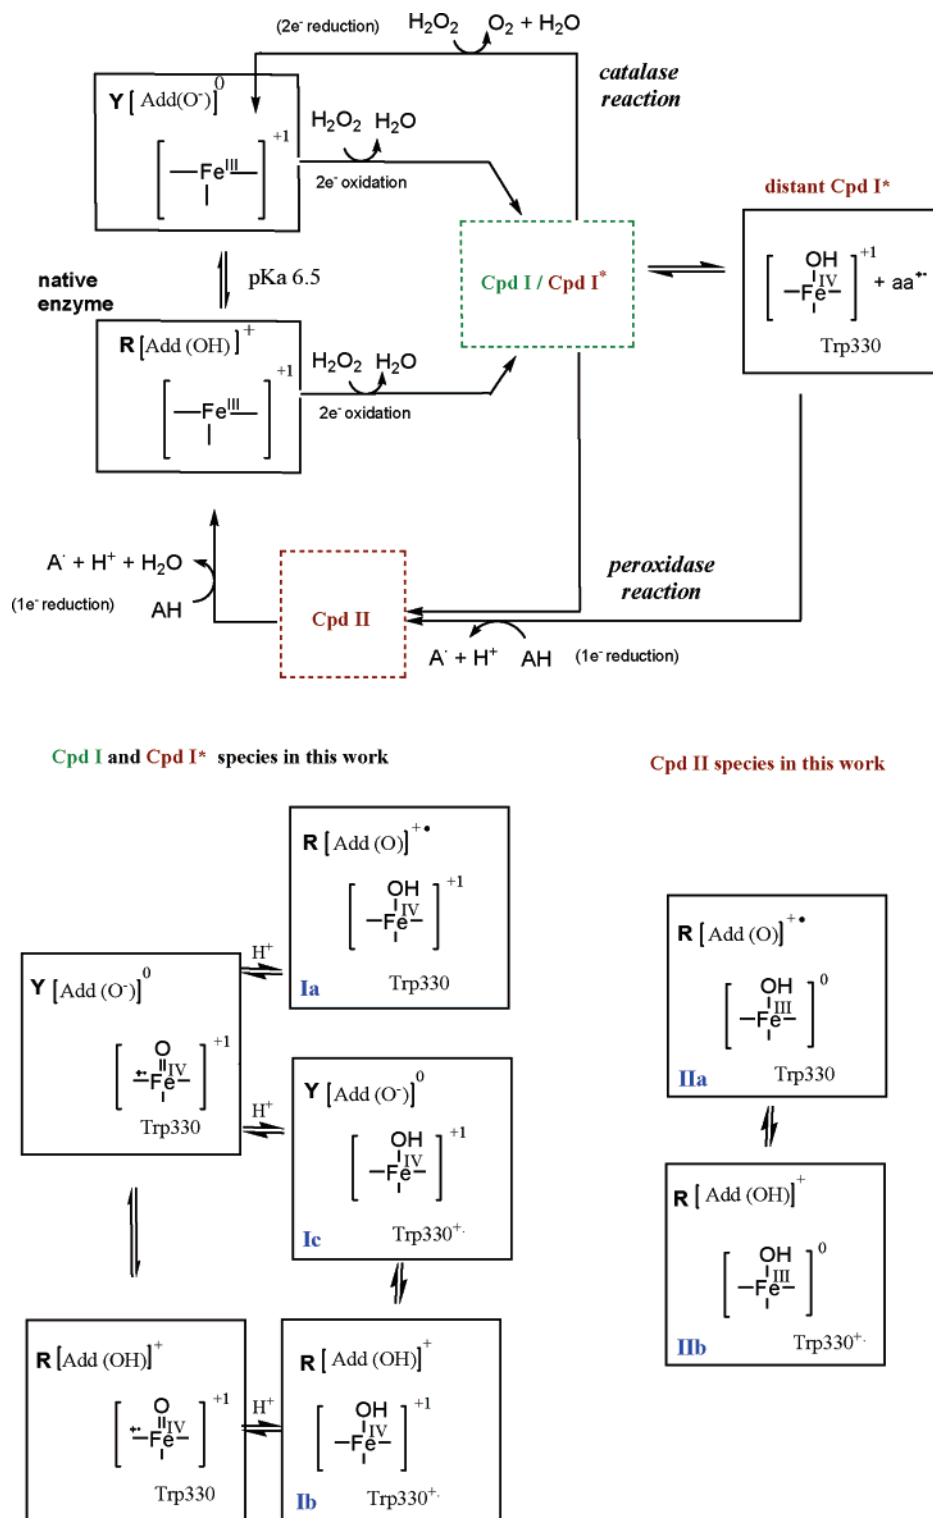 (2e⁻ reduction) H₂O₂ O₂ + H₂O
catalase
reaction
Y [ Add(O⁻) ]⁰
[ —Fe^III— ]⁺¹
H₂O₂ H₂O
2e⁻ oxidation
distant Cpd I*
native
enzyme
pKa 6.5
Cpd I / Cpd I*
OH
[ —Fe^IV— ]⁺¹ + aa⁺•
Trp330
R [Add (OH)]⁺
[ —Fe^III— ]⁺¹
H₂O₂ H₂O
2e⁻ oxidation
A· + H⁺ + H₂O
(1e⁻ reduction)
AH
Cpd II
peroxidase
reaction
A· + H⁺ AH (1e⁻ reduction)
Cpd I and Cpd I* species in this work
Cpd II species in this work
R [Add (O)]⁺•
OH
[ —Fe^IV— ]⁺¹
Trp330
Ia
H⁺
Y [Add (O⁻)]⁰
O
[ ⁺•—Fe^IV— ]⁺¹
Trp330
H⁺
Y [Add (O⁻)]⁰
OH
[ —Fe^IV— ]⁺¹
Trp330⁺·
Ic
R [Add (OH)]⁺
O
[ ⁺•—Fe^IV— ]⁺¹
Trp330
H⁺
R [Add (OH)]⁺
OH
[ —Fe^IV— ]⁺¹
Trp330⁺·
Ib
R [Add (O)]⁺•
OH
[ —Fe^III— ]⁰
Trp330
IIa
R [Add (OH)]⁺
OH
[ —Fe^III— ]⁰
Trp330⁺·
IIb